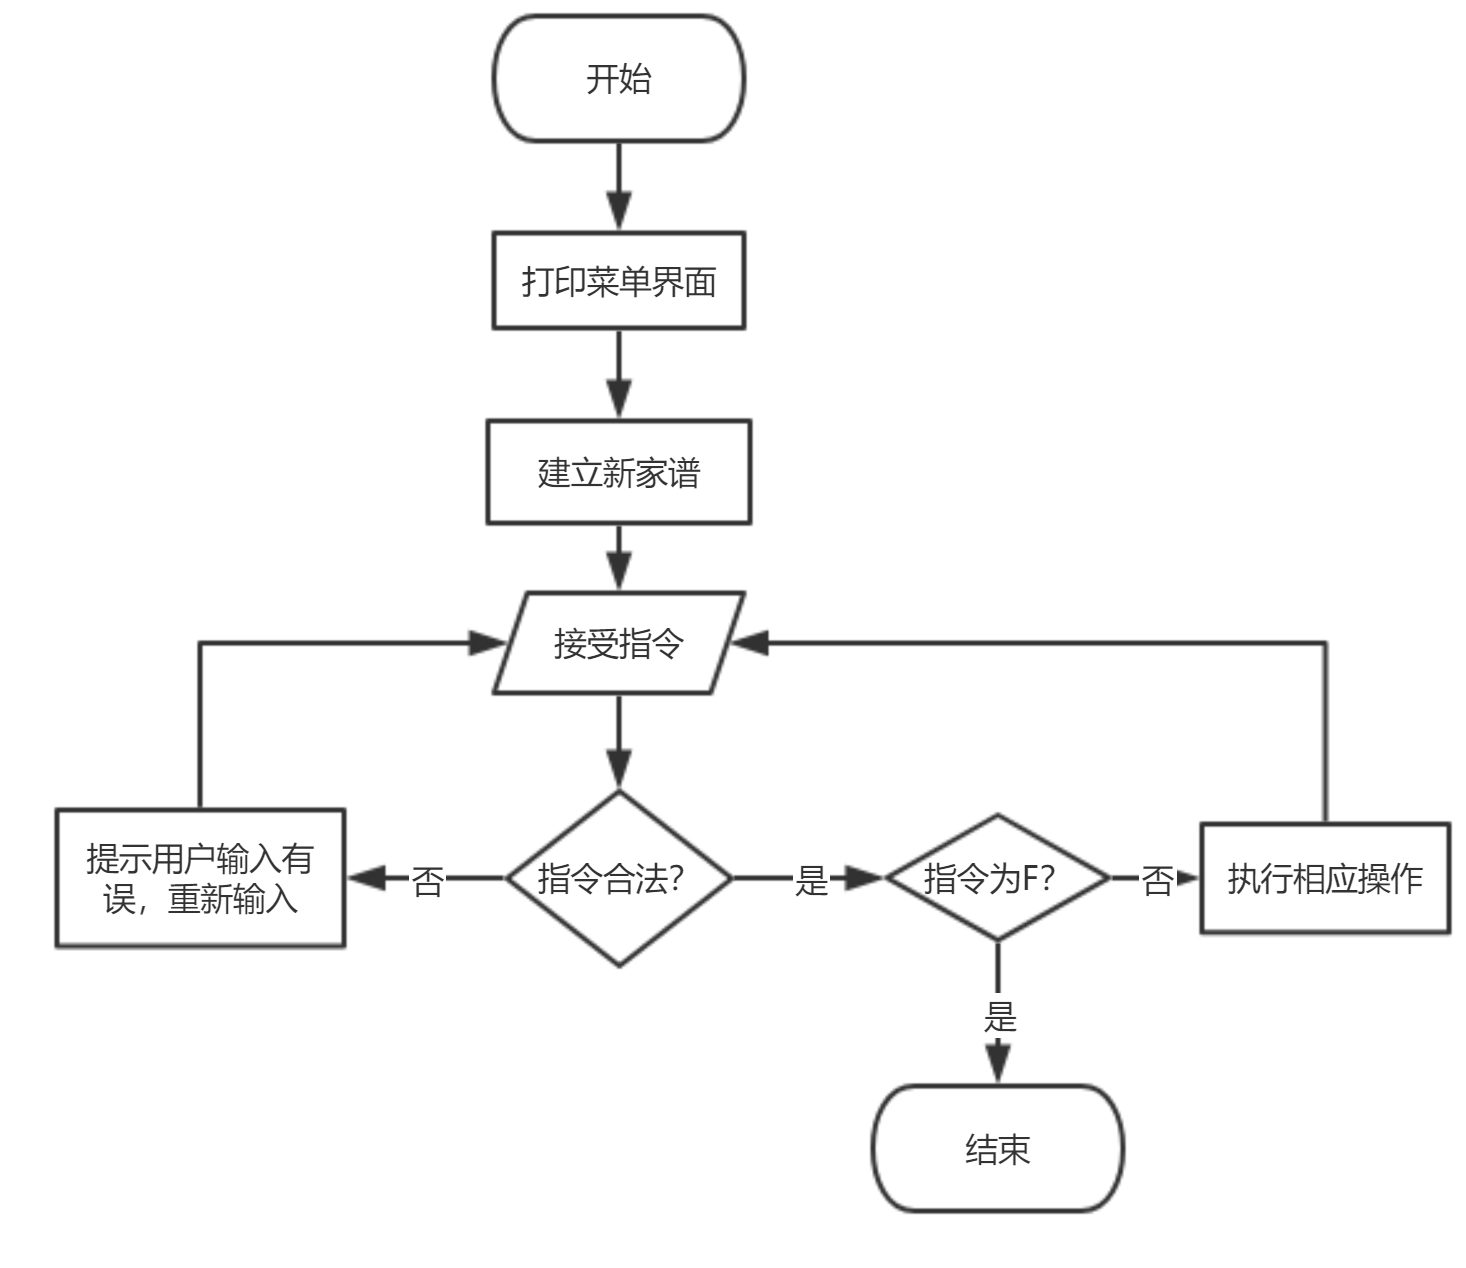 开始
打印菜单界面
建立新家谱
接受指令
提示用户输入有
误，重新输入
否
指令合法？
是
指令为F？
否
执行相应操作
是
结束